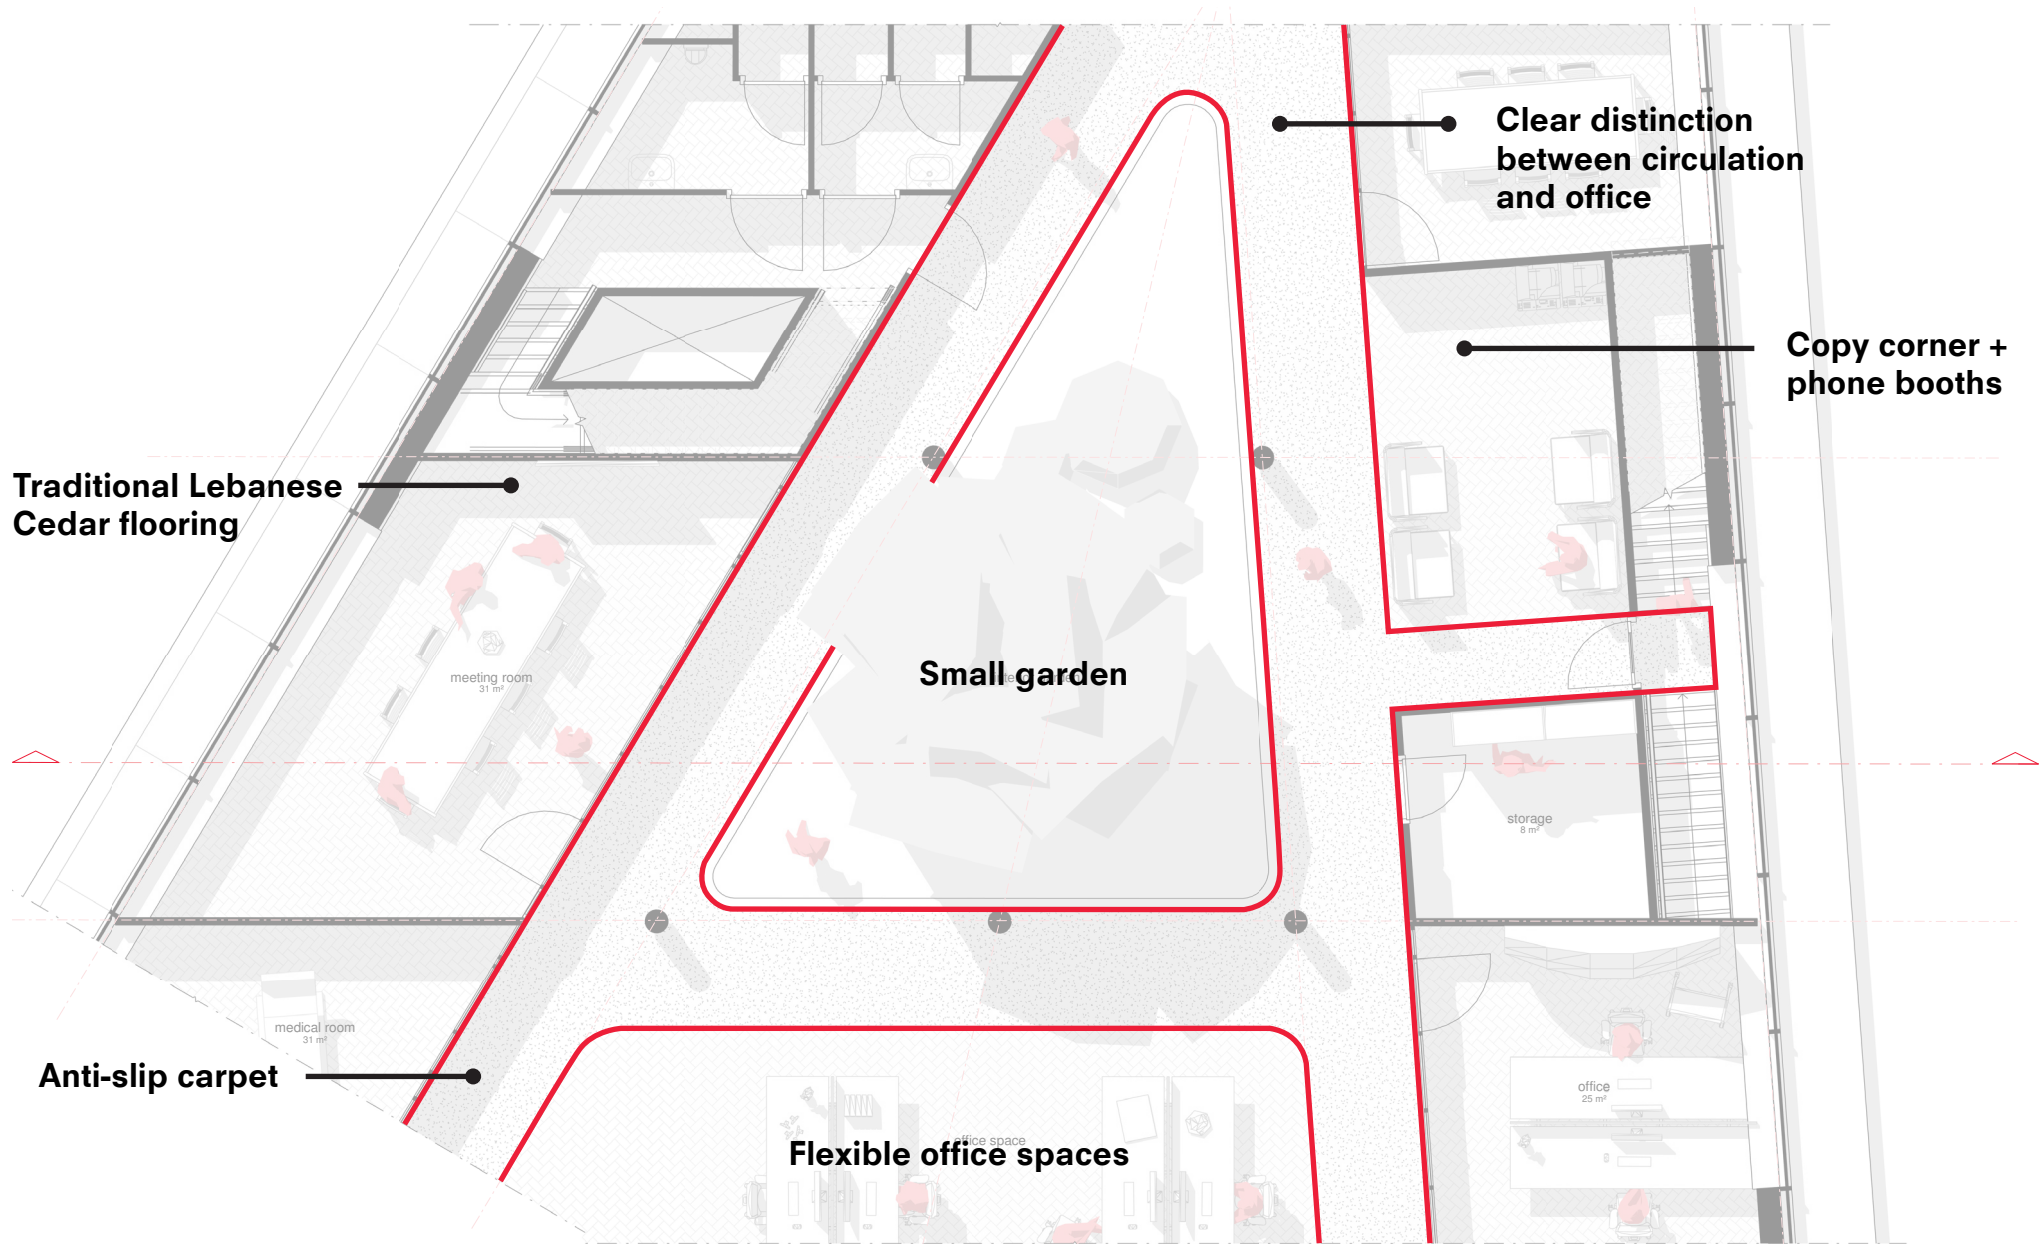 Clear distinction
between circulation
and office
Copy corner +
phone booths
Traditional Lebanese
Cedar flooring
meeting room
31 m²
Small garden
storage
8 m²
medical room
31 m²
Anti-slip carpet
office
25 m²
office space
Flexible office spaces